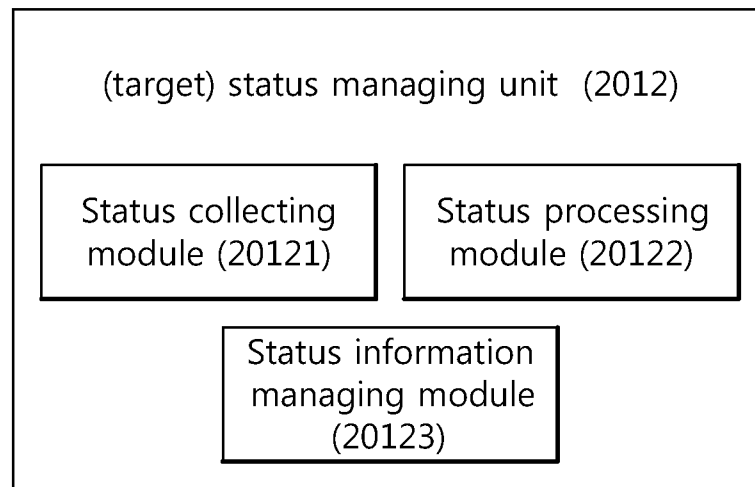 (target) status managing unit (2012)
Status collecting
module (20121)
Status processing
module (20122)
Status information
managing module
(20123)